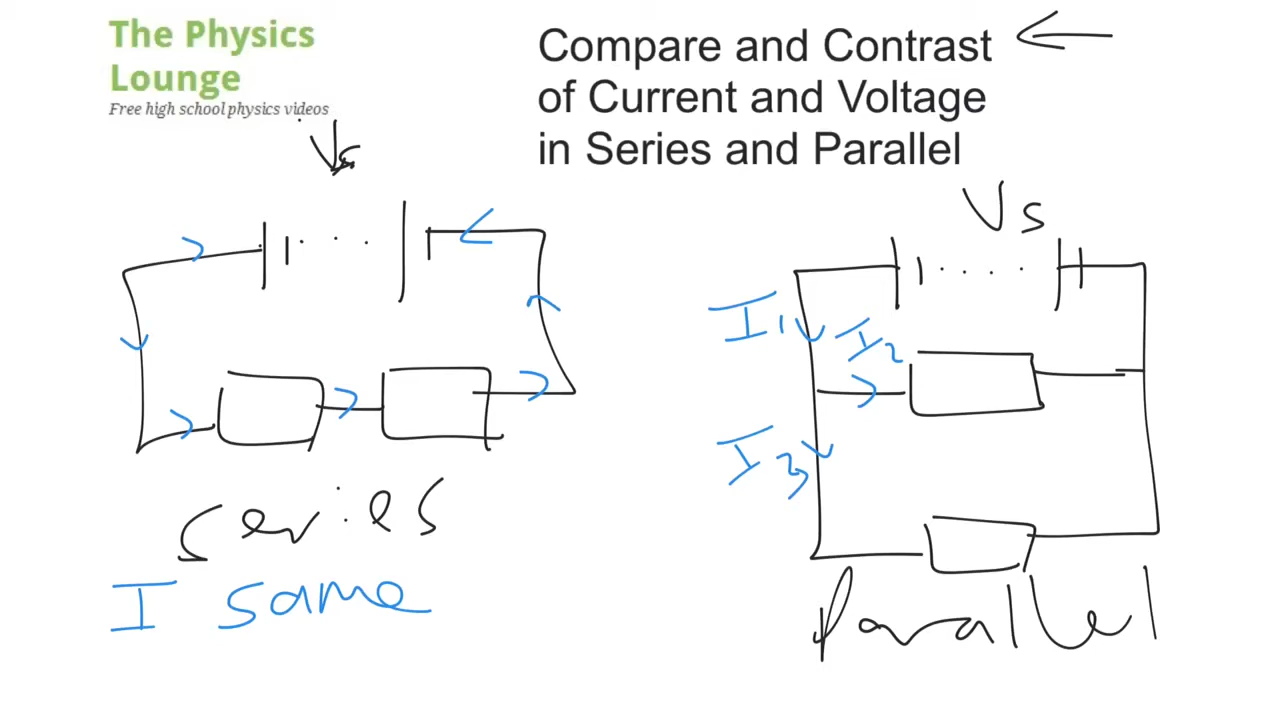 The Physics
Lounge
Free high school physics videos
Compare and Contrast
of Current and Voltage
in Series and Parallel
Vs
Vs
I1
I2
I3
series
I same
Parallel